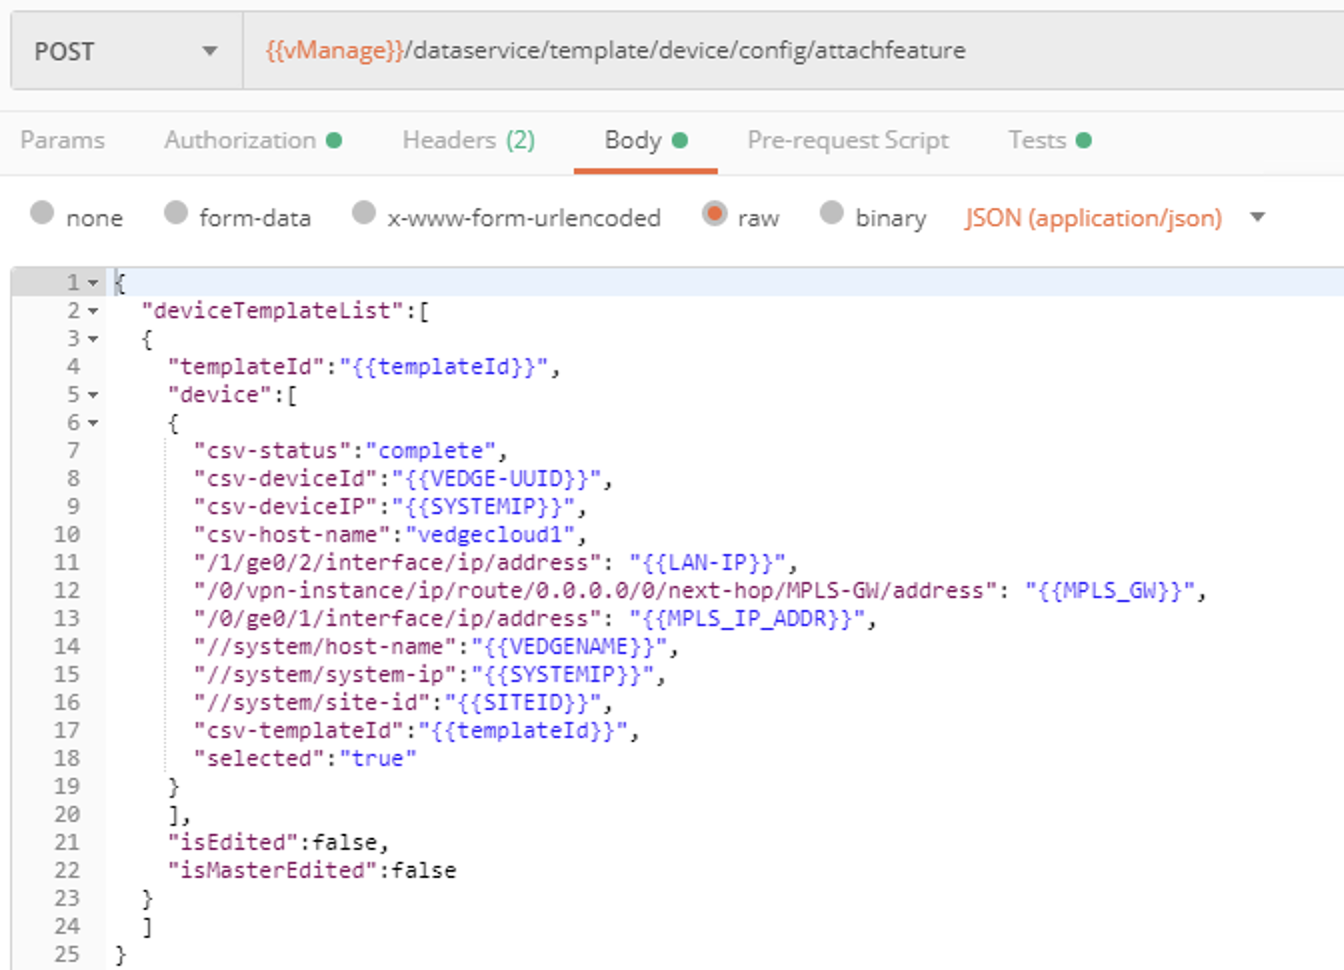 POST {{vManage}}/dataservice/template/device/config/attachfeature
Params Authorization Headers (2) Body Pre-request Script Tests
none form-data x-www-form-urlencoded raw binary JSON (application/json)
1 {
2 "deviceTemplateList":[
3 {
4 "templateId":"{{templateId}}",
5 "device":[
6 {
7 "csv-status":"complete",
8 "csv-deviceId":"{{VEDGE-UUID}}",
9 "csv-deviceIP":"{{SYSTEMIP}}",
10 "csv-host-name":"vedgecloud1",
11 "/1/ge0/2/interface/ip/address": "{{LAN-IP}}",
12 "/0/vpn-instance/ip/route/0.0.0.0/0/next-hop/MPLS-GW/address": "{{MPLS_GW}}",
13 "/0/ge0/1/interface/ip/address": "{{MPLS_IP_ADDR}}",
14 "//system/host-name":"{{VEDGENAME}}",
15 "//system/system-ip":"{{SYSTEMIP}}",
16 "//system/site-id":"{{SITEID}}",
17 "csv-templateId":"{{templateId}}",
18 "selected":"true"
19 }
20 ],
21 "isEdited":false,
22 "isMasterEdited":false
23 }
24 ]
25 }